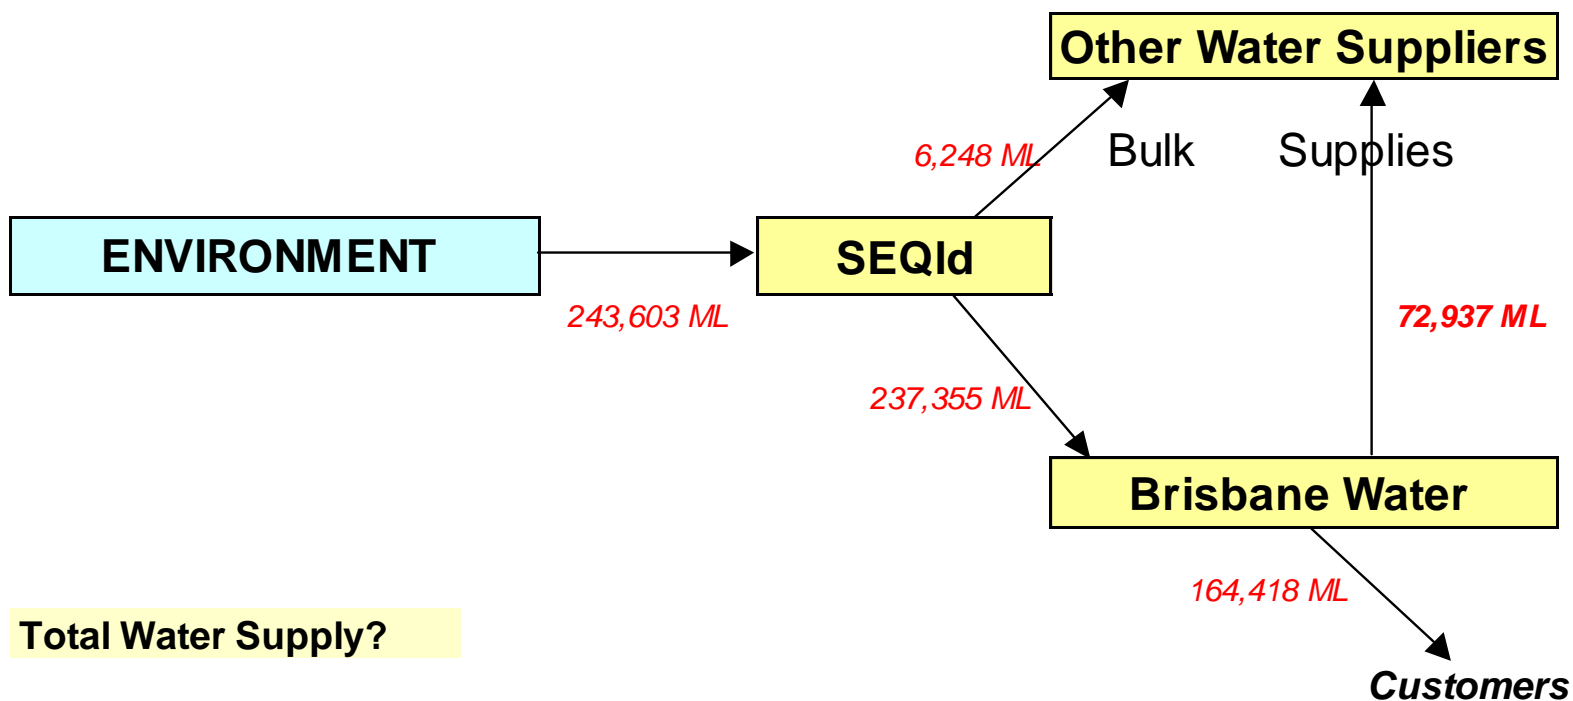 Other Water Suppliers
6,248 ML
Bulk Supplies
ENVIRONMENT
SEQld
243,603 ML
72,937 ML
237,355 ML
Brisbane Water
164,418 ML
Total Water Supply?
Customers